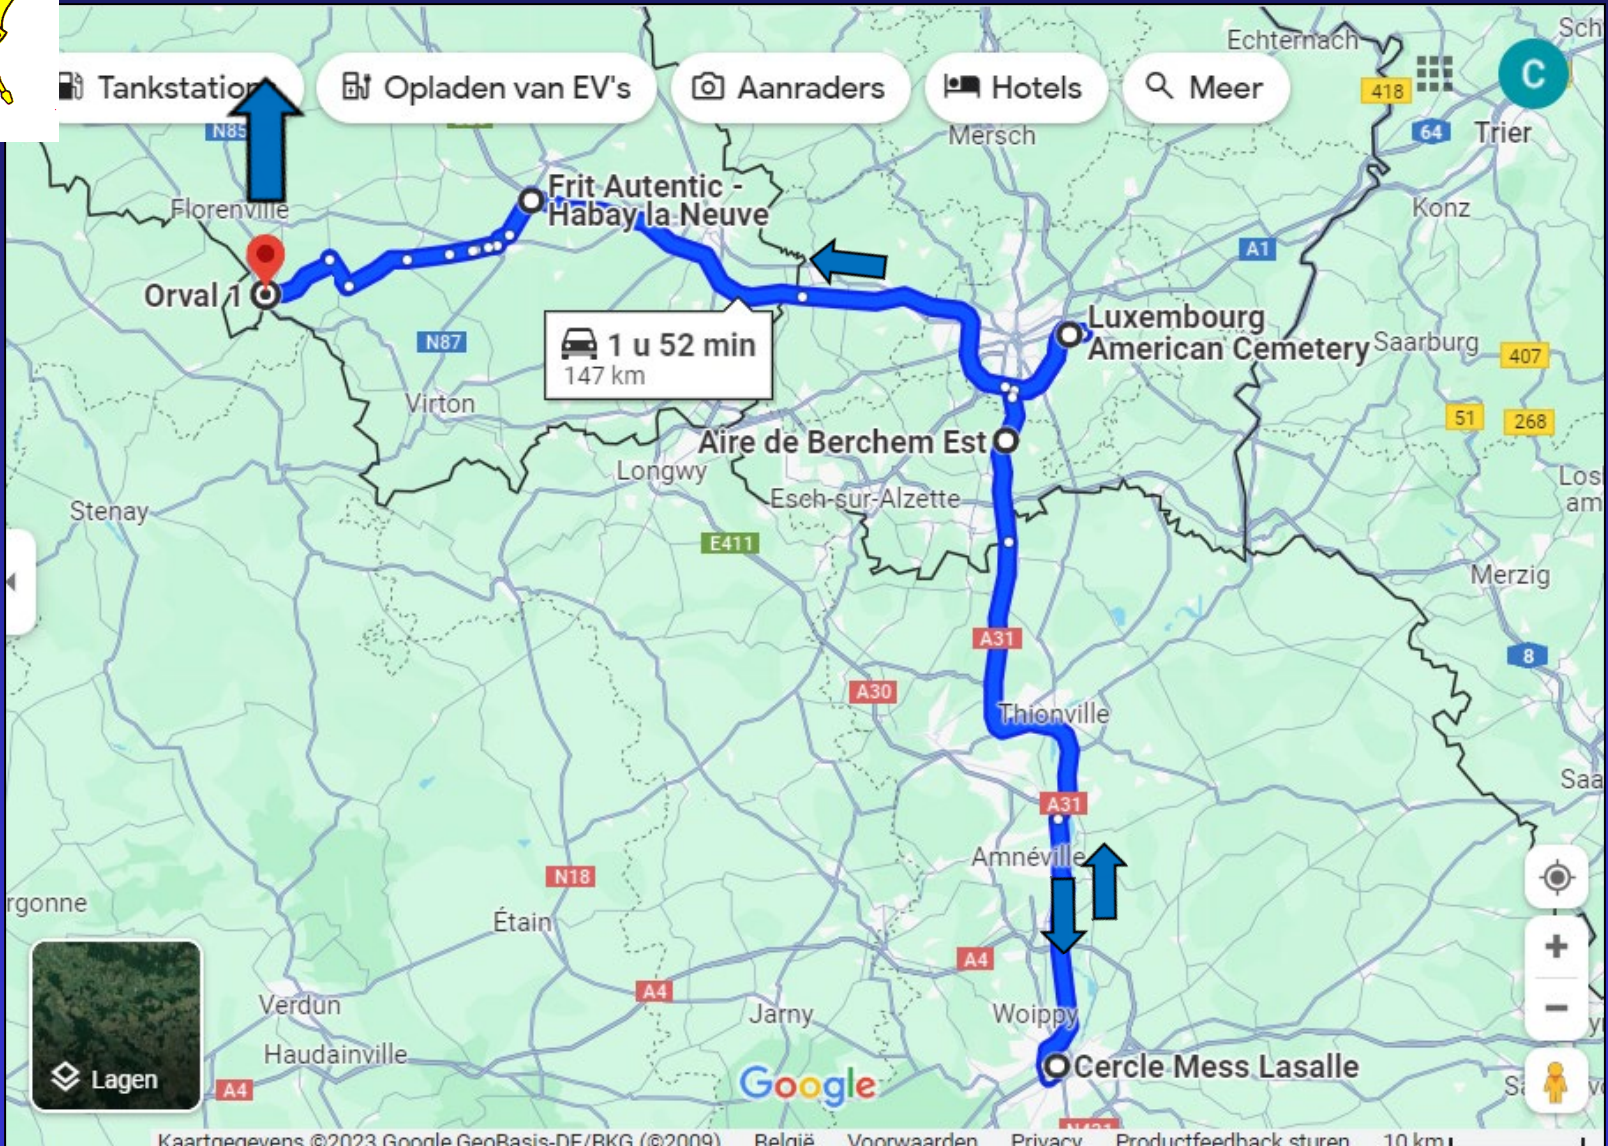 Tankstation
Opladen van EV's
Aanraders
Hotels
Meer
C
Echternach
418
64
Trier
Mersch
N85
Florenville
Frit Autentic -
Habay la Neuve
Konz
A1
Orval 1
N87
1 u 52 min
147 km
Luxembourg
American Cemetery
Saarburg
407
Virton
51
268
Aire de Berchem Est
Longwy
Esch-sur-Alzette
Stenay
E411
Merzig
A31
8
A30
Thionville
A31
Amnéville
N18
rgonne
Étain
A4
A4
Verdun
Jarny
Woippy
Haudainville
Cercle Mess Lasalle
Lagen
A4
Google
Kaartgegevens ©2023 Google,GeoBasis-DE/BKG (©2009)
België
Voorwaarden
Privacy
Productfeedback sturen
10 km